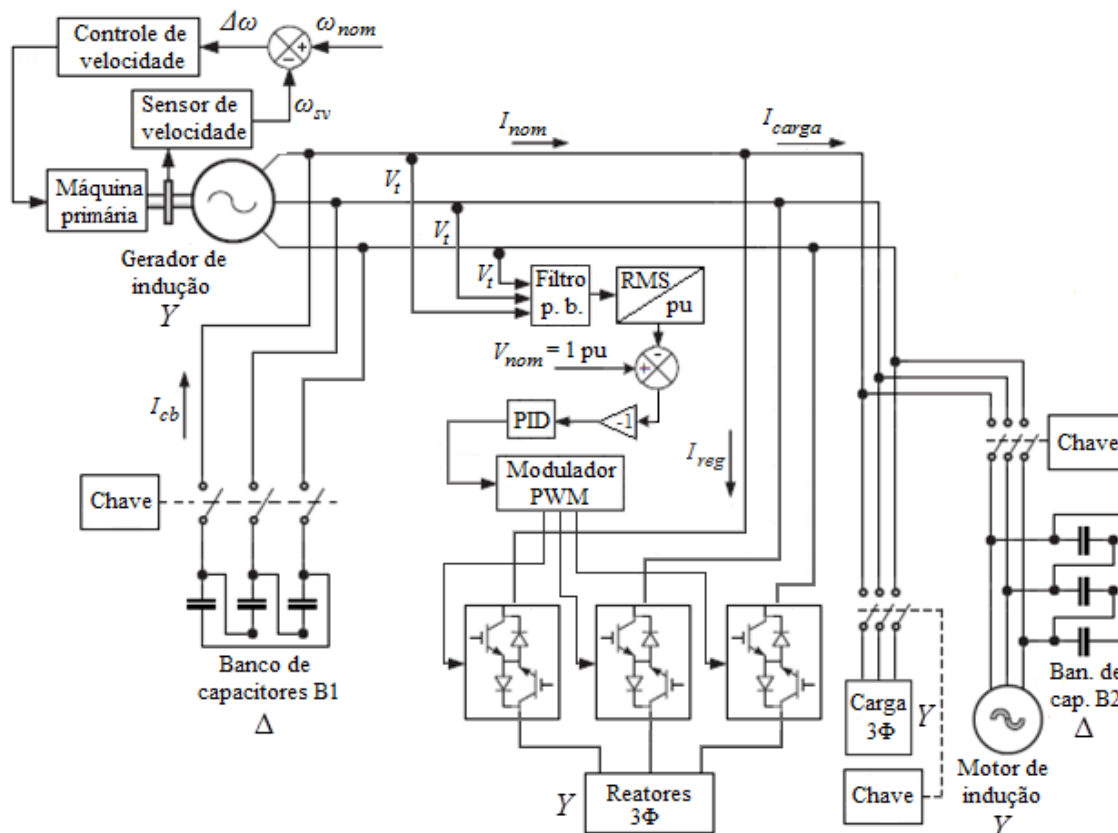 Controle de
velocidade
Δω
ω_nom
+
−
ω_sv
Sensor de
velocidade
Máquina
primária
Gerador de
indução
Y
I_nom
I_carga
V_t
V_t
V_t
Filtro
p. b.
RMS
pu
V_nom = 1 pu
+
-
-1
PID
Modulador
PWM
I_reg
I_cb
Chave
Banco de
capacitores B1
Δ
Y
Reatores
3Φ
Chave
Carga
3Φ
Y
Chave
Ban. de
cap. B2
Δ
Motor de
indução
Y